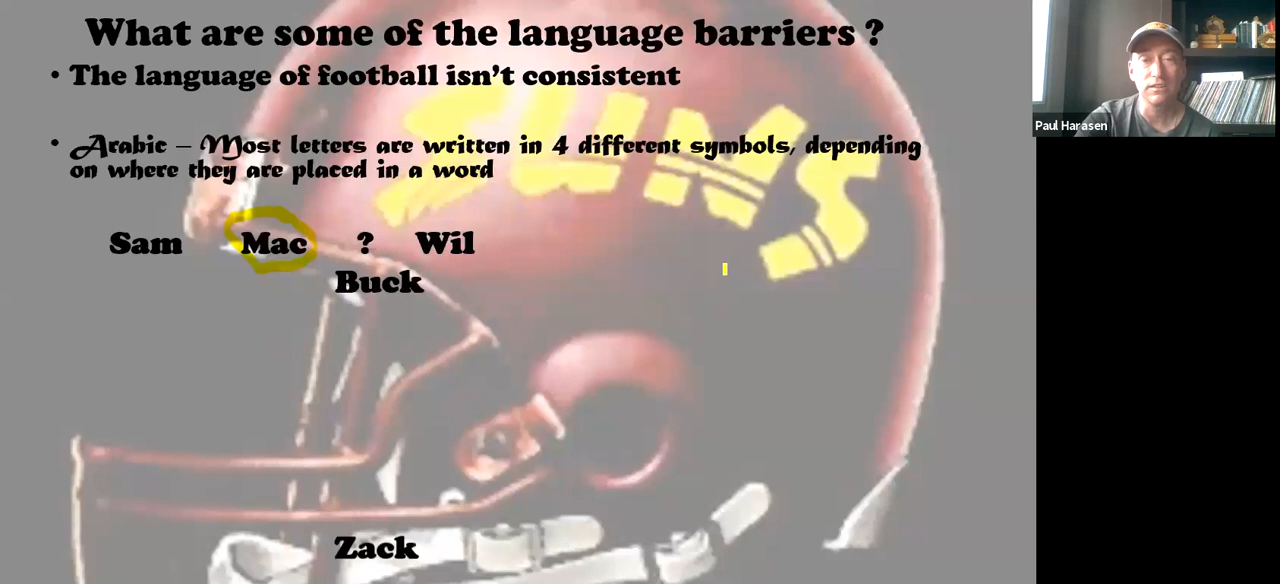 What are some of the language barriers ?
• The language of football isn't consistent
• Arabic – Most letters are written in 4 different symbols, depending
on where they are placed in a word
Sam Mac ? Wil
Buck
Zack
SUNS
Paul Harasen